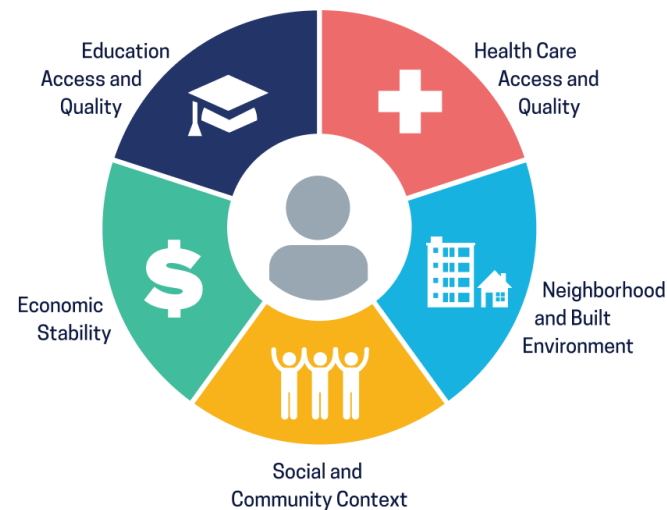 Education
Access and
Quality
Health Care
Access and
Quality
Economic
Stability
Neighborhood
and Built
Environment
Social and
Community Context